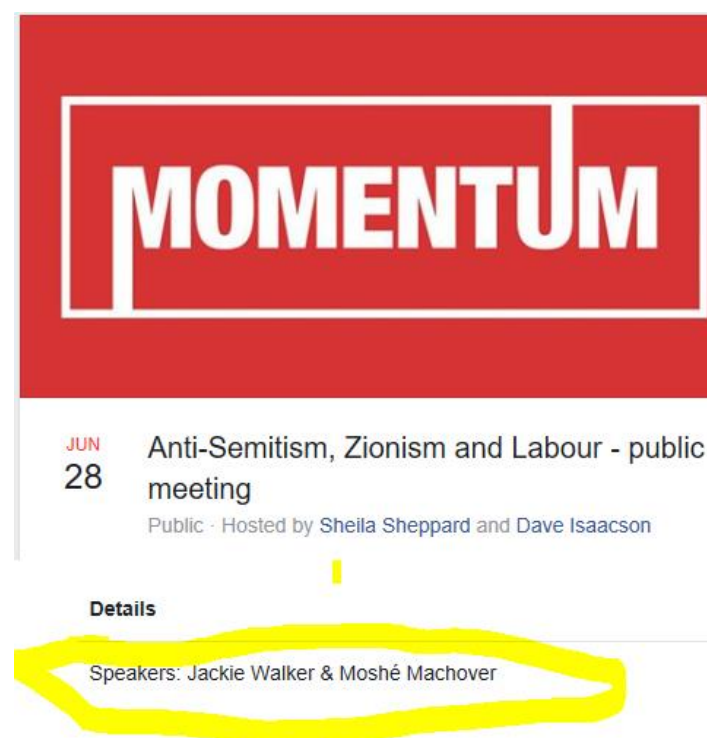 MOMENTUM
JUN
28
Anti-Semitism, Zionism and Labour - public
meeting
Public · Hosted by Sheila Sheppard and Dave Isaacson
Details
Speakers: Jackie Walker & Moshé Machover